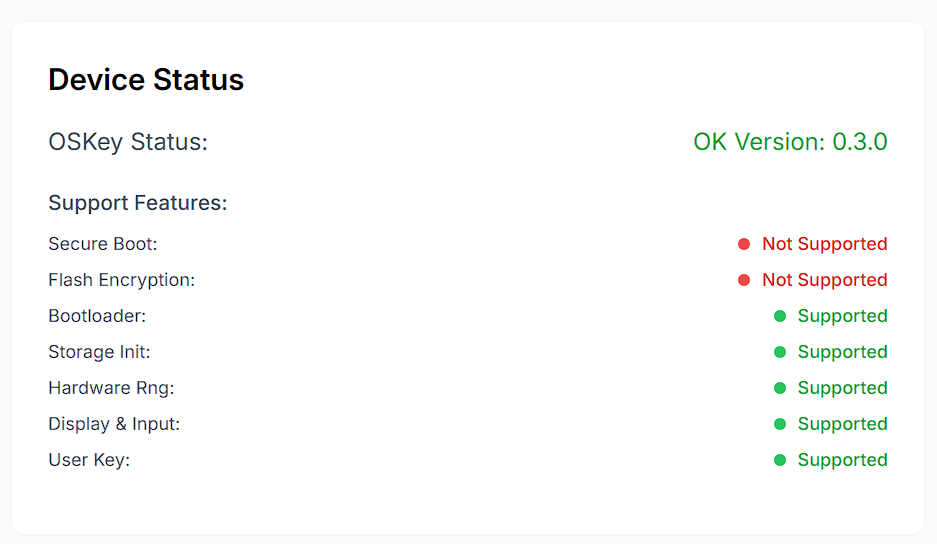 Device Status
OSKey Status: OK Version: 0.3.0
Support Features:
Secure Boot: Not Supported
Flash Encryption: Not Supported
Bootloader: Supported
Storage Init: Supported
Hardware Rng: Supported
Display & Input: Supported
User Key: Supported